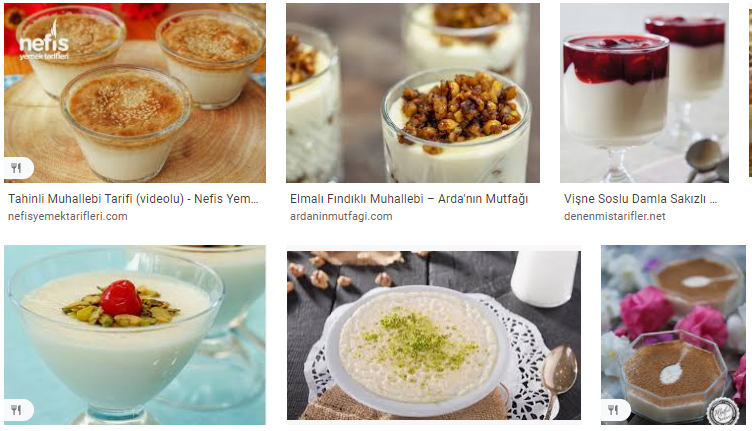 nefis
yemek tarifleri
Tahinli Muhallebi Tarifi (videolu) - Nefis Yem...
nefisyemektarifleri.com
Elmalı Fındıklı Muhallebi – Arda'nın Mutfağı
ardaninmutfagi.com
Vişne Soslu Damla Sakızlı ...
denenmistarifler.net